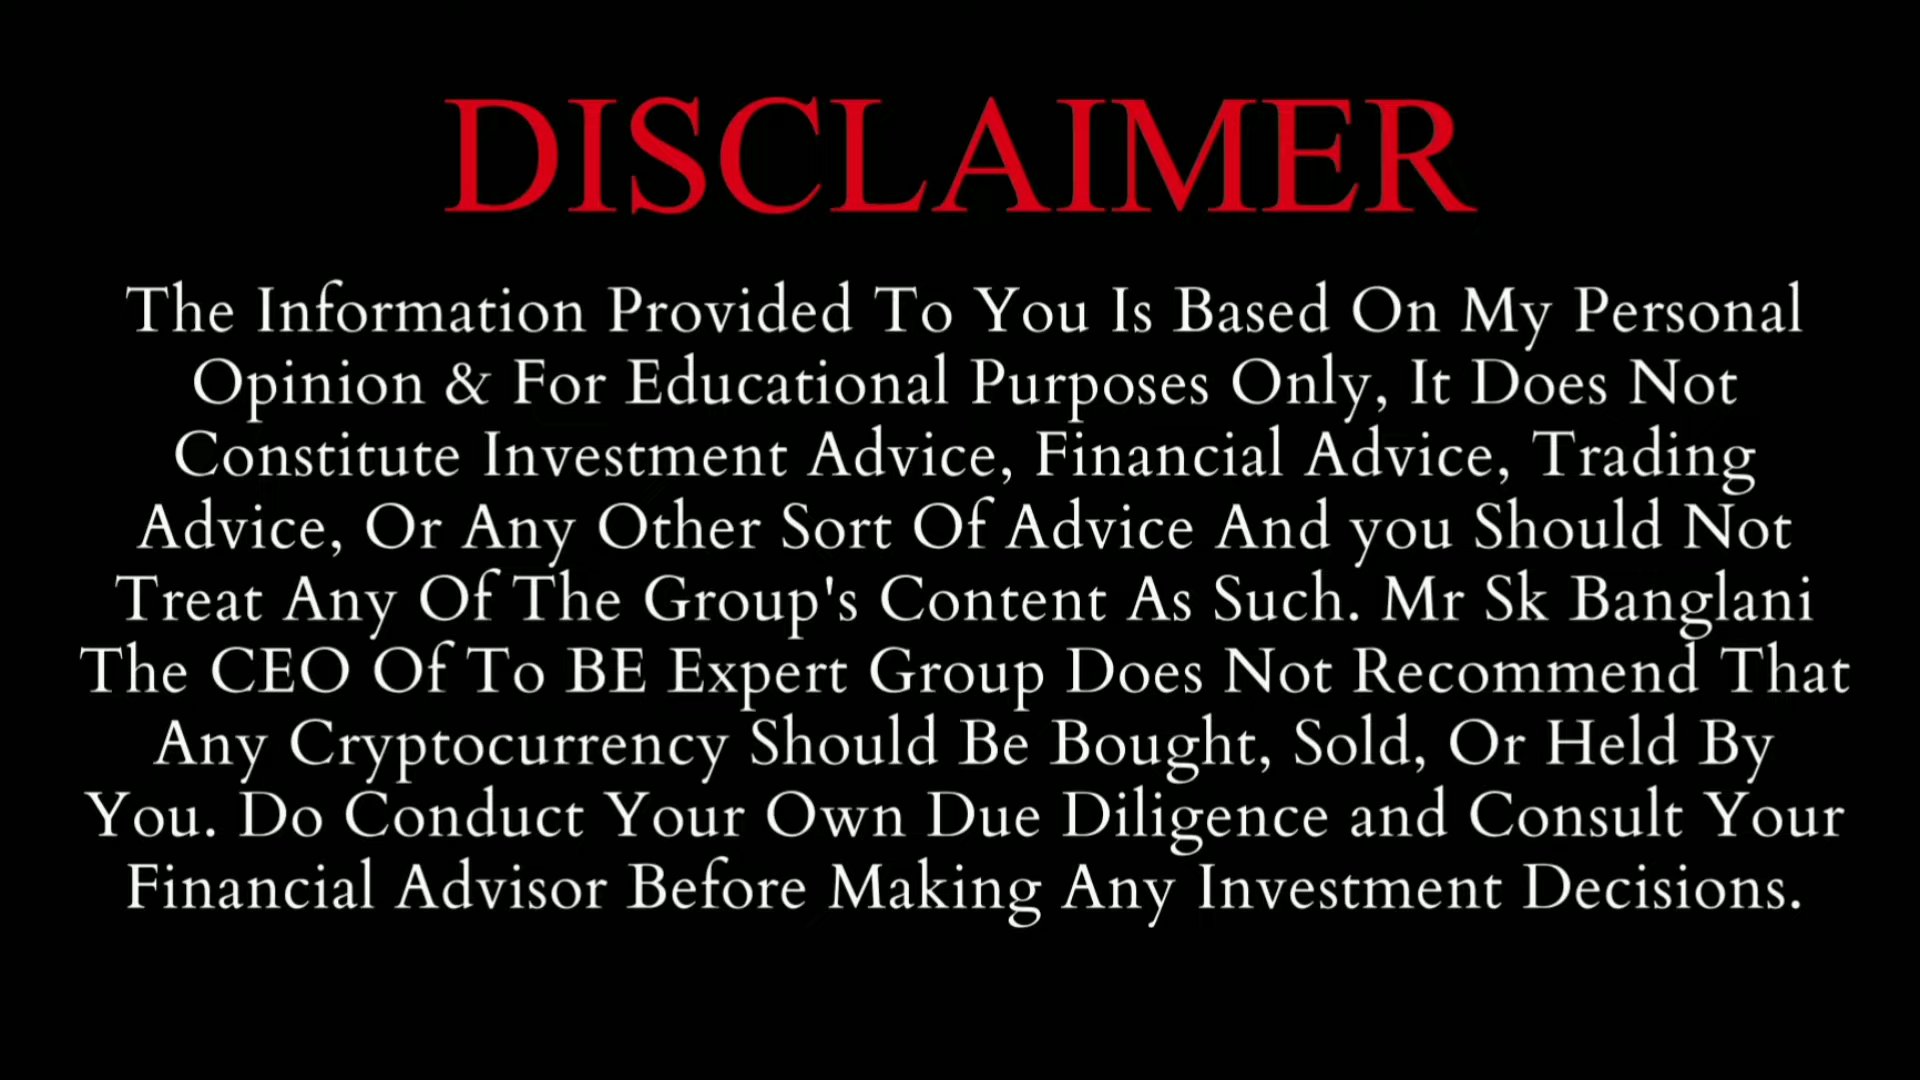 DISCLAIMER
The Information Provided To You Is Based On My Personal
Opinion & For Educational Purposes Only, It Does Not
Constitute Investment Advice, Financial Advice, Trading
Advice, Or Any Other Sort Of Advice And you Should Not
Treat Any Of The Group's Content As Such. Mr Sk Banglani
The CEO Of To BE Expert Group Does Not Recommend That
Any Cryptocurrency Should Be Bought, Sold, Or Held By
You. Do Conduct Your Own Due Diligence and Consult Your
Financial Advisor Before Making Any Investment Decisions.